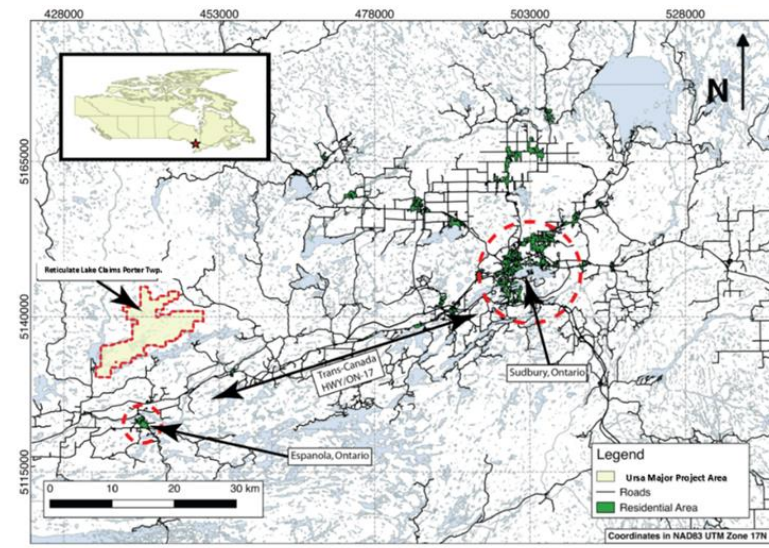 428000 453000 478000 503000 528000
N
5165000
Reticulate Lake Claims Porter Twp.
5140000
Trans-Canada
HWY/ON-17
Sudbury, Ontario
Espanola, Ontario
5115000
0 10 20 30 km
Legend
Ursa Major Project Area
Roads
Residential Area
Coordinates in NAD83 UTM Zone 17N